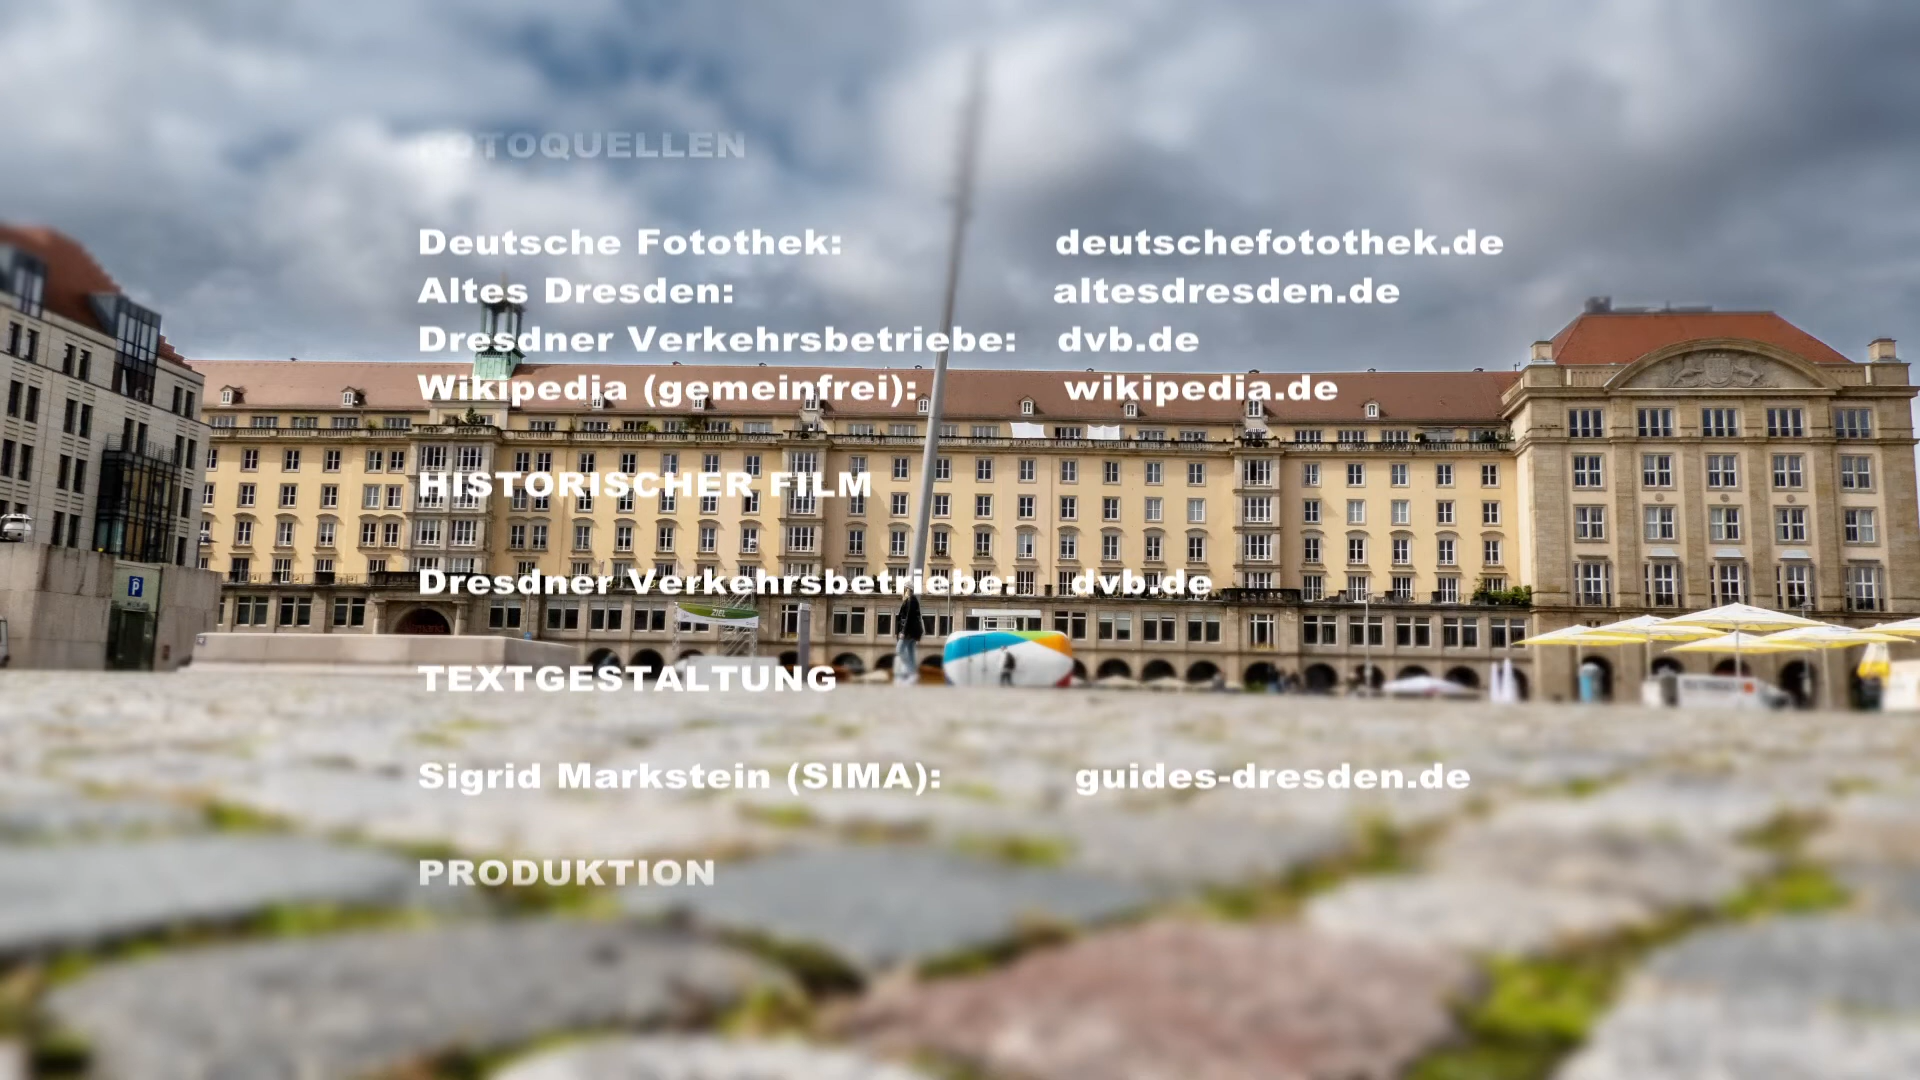 FOTOQUELLEN
Deutsche Fotothek: deutschefotothek.de
Altes Dresden: altesdresden.de
Dresdner Verkehrsbetriebe: dvb.de
Wikipedia (gemeinfrei): wikipedia.de
HISTORISCHER FILM
Dresdner Verkehrsbetriebe: dvb.de
P
ZIEL
TEXTGESTALTUNG
Sigrid Markstein (SIMA): guides-dresden.de
PRODUKTION